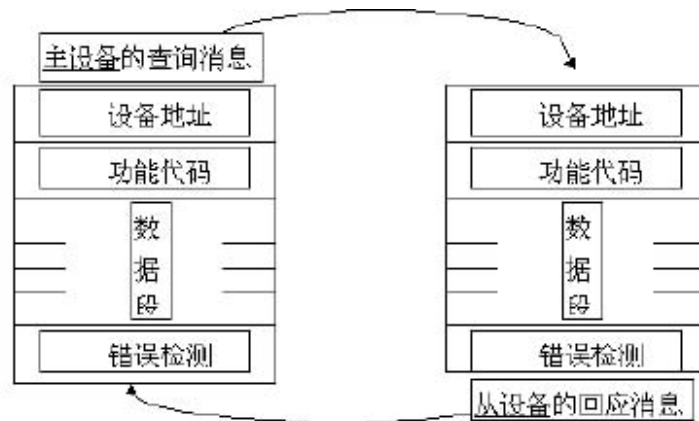 主设备的查询消息
设备地址
功能代码
数
据
段
错误检测
设备地址
功能代码
数
据
段
错误检测
从设备的回应消息